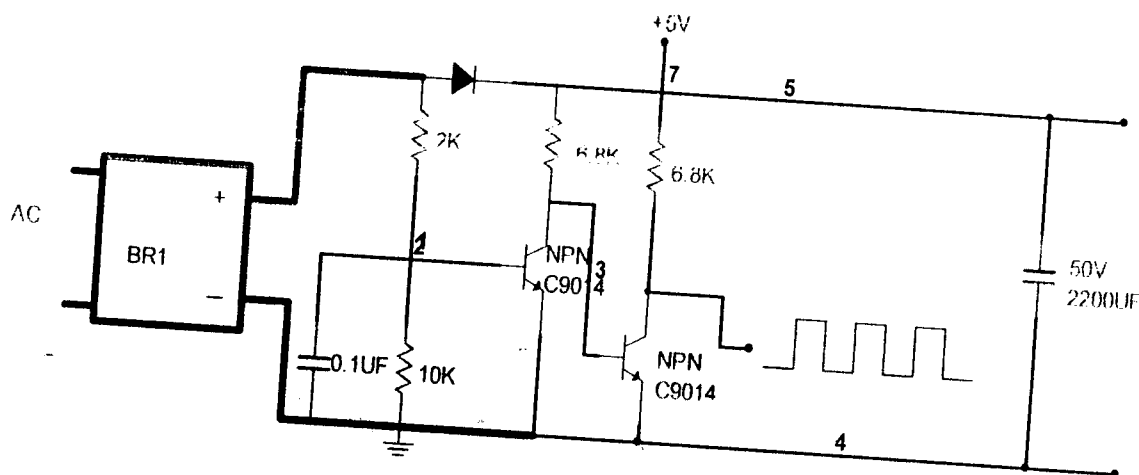 +5V
7
5
2K
6.8K
6.8K
AC
+
BR1
−
2
NPN
C9014
3
50V
2200UF
0.1UF
10K
NPN
C9014
4